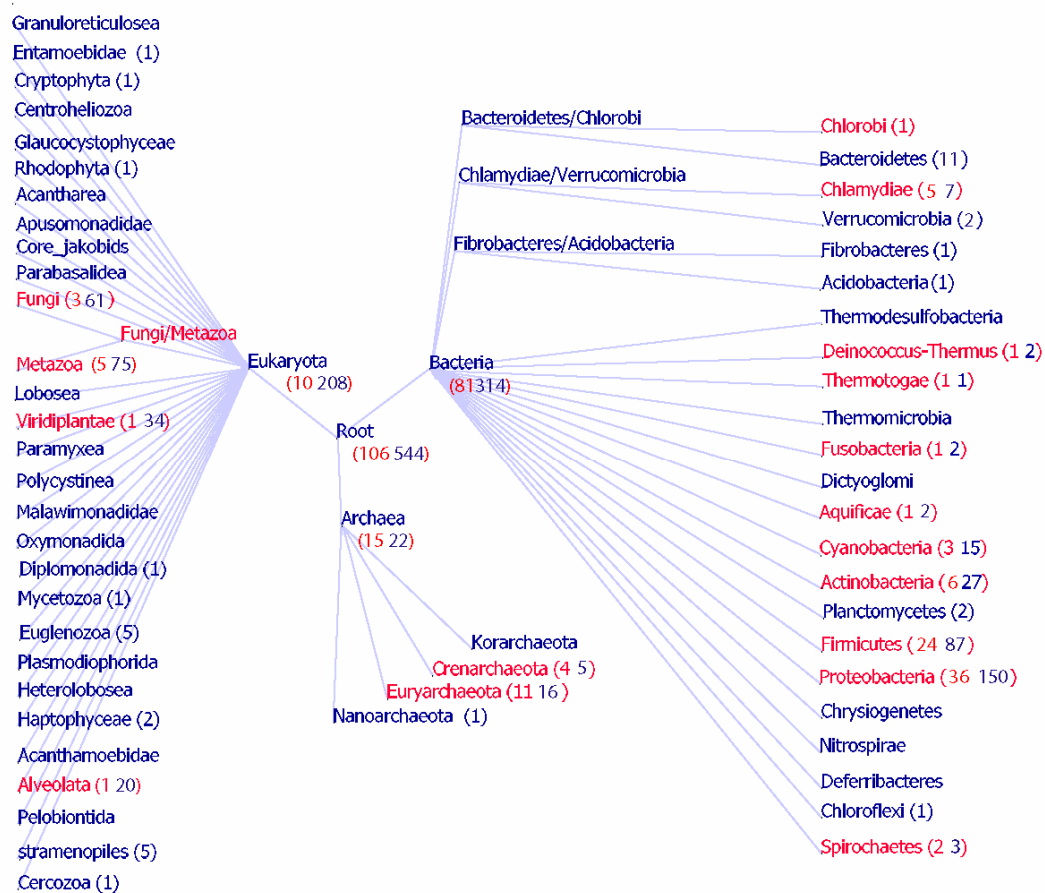 Granuloreticulosea
Entamoebidae (1)
Cryptophyta (1)
Centroheliozoa
Glaucocystophyceae
Rhodophyta (1)
Acantharea
Apusomonadidae
Core_jakobids
Parabasalidea
Fungi (3 61)
Fungi/Metazoa
Metazoa (5 75)
Lobosea
Viridiplantae (1 34)
Paramyxea
Polycystinea
Malawimonadidae
Oxymonadida
Diplomonadida (1)
Mycetozoa (1)
Euglenozoa (5)
Plasmodiophorida
Heterolobosea
Haptophyceae (2)
Acanthamoebidae
Alveolata (1 20)
Pelobiontida
stramenopiles (5)
Cercozoa (1)
Eukaryota
(10 208)
Root
(106 544)
Archaea
(15 22)
Korarchaeota
Crenarchaeota (4 5)
Euryarchaeota (11 16)
Nanoarchaeota (1)
Bacteria
(81314)
Bacteroidetes/Chlorobi
Chlamydiae/Verrucomicrobia
Fibrobacteres/Acidobacteria
Chlorobi (1)
Bacteroidetes (11)
Chlamydiae (5 7)
Verrucomicrobia (2)
Fibrobacteres (1)
Acidobacteria (1)
Thermodesulfobacteria
Deinococcus-Thermus (1 2)
Thermotogae (1 1)
Thermomicrobia
Fusobacteria (1 2)
Dictyoglomi
Aquificae (1 2)
Cyanobacteria (3 15)
Actinobacteria (6 27)
Planctomycetes (2)
Firmicutes (24 87)
Proteobacteria (36 150)
Chrysiogenetes
Nitrospirae
Deferribacteres
Chloroflexi (1)
Spirochaetes (2 3)